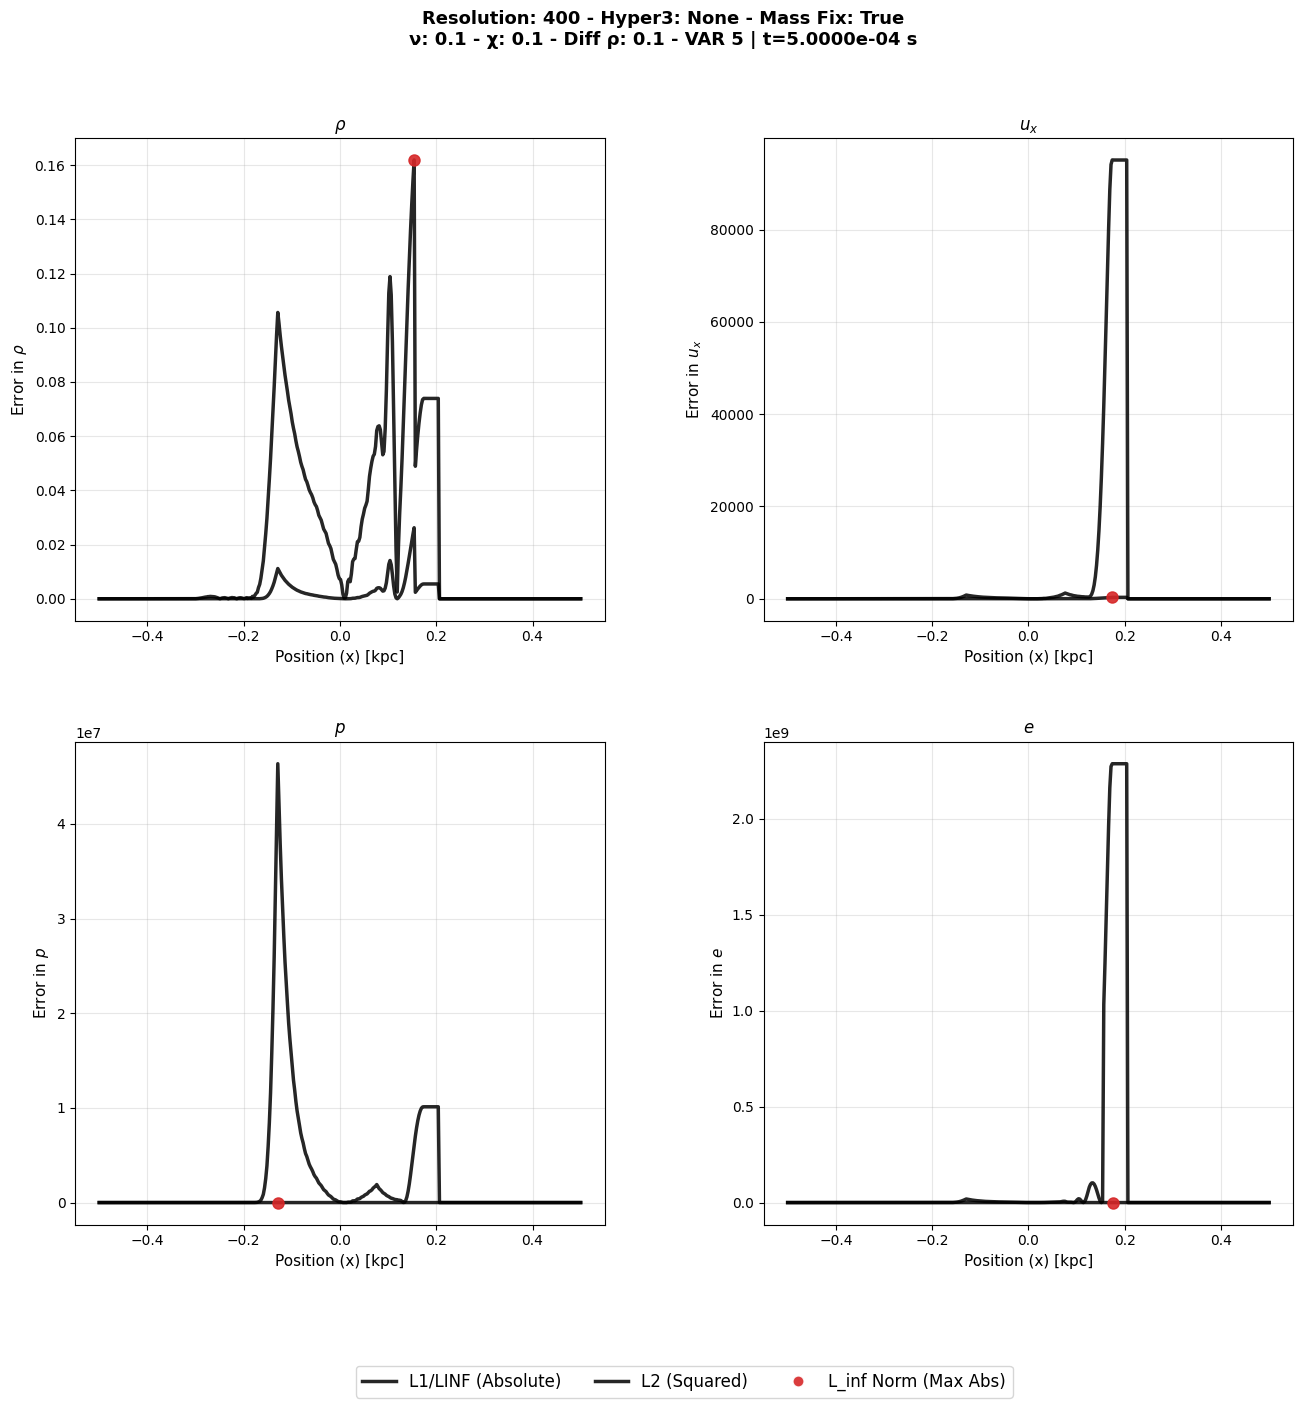 Resolution: 400 - Hyper3: None - Mass Fix: True
ν: 0.1 - χ: 0.1 - Diff ρ: 0.1 - VAR 5 | t=5.0000e-04 s
ρ
Error in ρ
0.16
0.14
0.12
0.10
0.08
0.06
0.04
0.02
0.00
−0.4 −0.2 0.0 0.2 0.4
Position (x) [kpc]
u_x
Error in u_x
80000
60000
40000
20000
0
−0.4 −0.2 0.0 0.2 0.4
Position (x) [kpc]
p
1e7
Error in p
4
3
2
1
0
−0.4 −0.2 0.0 0.2 0.4
Position (x) [kpc]
e
1e9
Error in e
2.0
1.5
1.0
0.5
0.0
−0.4 −0.2 0.0 0.2 0.4
Position (x) [kpc]
L1/LINF (Absolute) L2 (Squared) L_inf Norm (Max Abs)